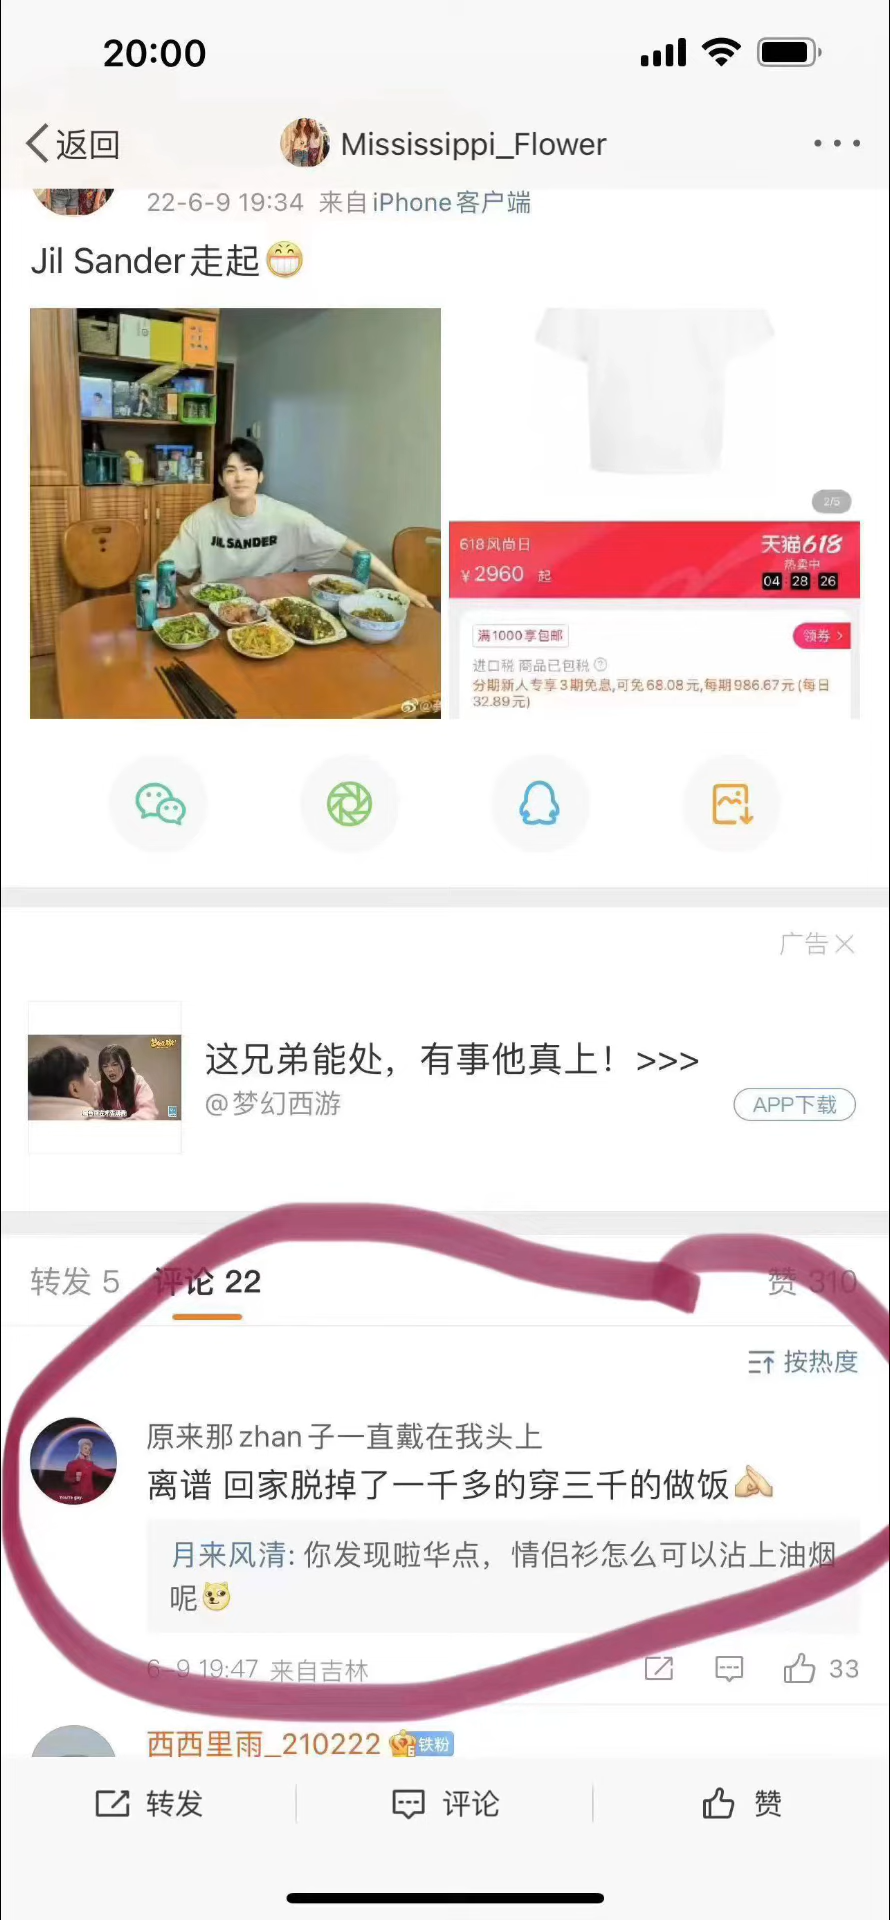 20:00
返回
Mississippi_Flower
22-6-9 19:34 来自 iPhone客户端
Jil Sander走起
JIL SANDER
2/5
618风尚日
天猫618
¥2960 起
热卖中
04 28 26
满1000享包邮
领券 >
进口税 商品已包税 ?
分期新人专享3期免息,可免68.08元,每期986.67元(每日
32.89元)
广告
这兄弟能处，有事他真上！>>>
@梦幻西游
APP下载
转发 5 评论 22 赞 310
按热度
原来那zhan子一直戴在我头上
离谱 回家脱掉了一千多的穿三千的做饭
月来风清: 你发现啦华点，情侣衫怎么可以沾上油烟
呢
6-9 19:47 来自吉林
33
西西里雨_210222 铁粉
转发 评论 赞